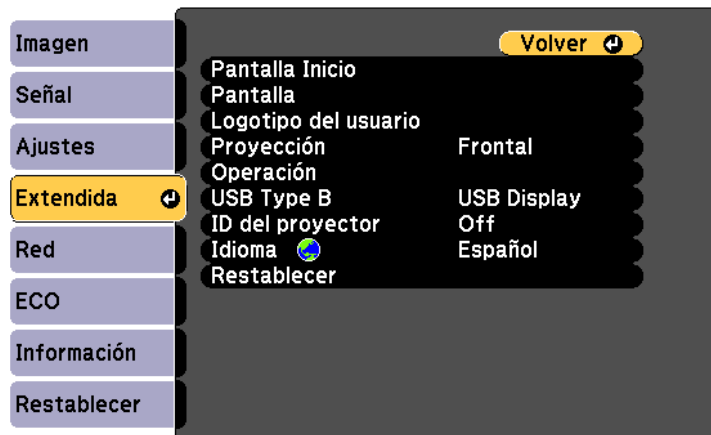 Imagen
Señal
Ajustes
Extendida
Red
ECO
Información
Restablecer
Volver
Pantalla Inicio
Pantalla
Logotipo del usuario
Proyección Frontal
Operación
USB Type B USB Display
ID del proyector Off
Idioma Español
Restablecer